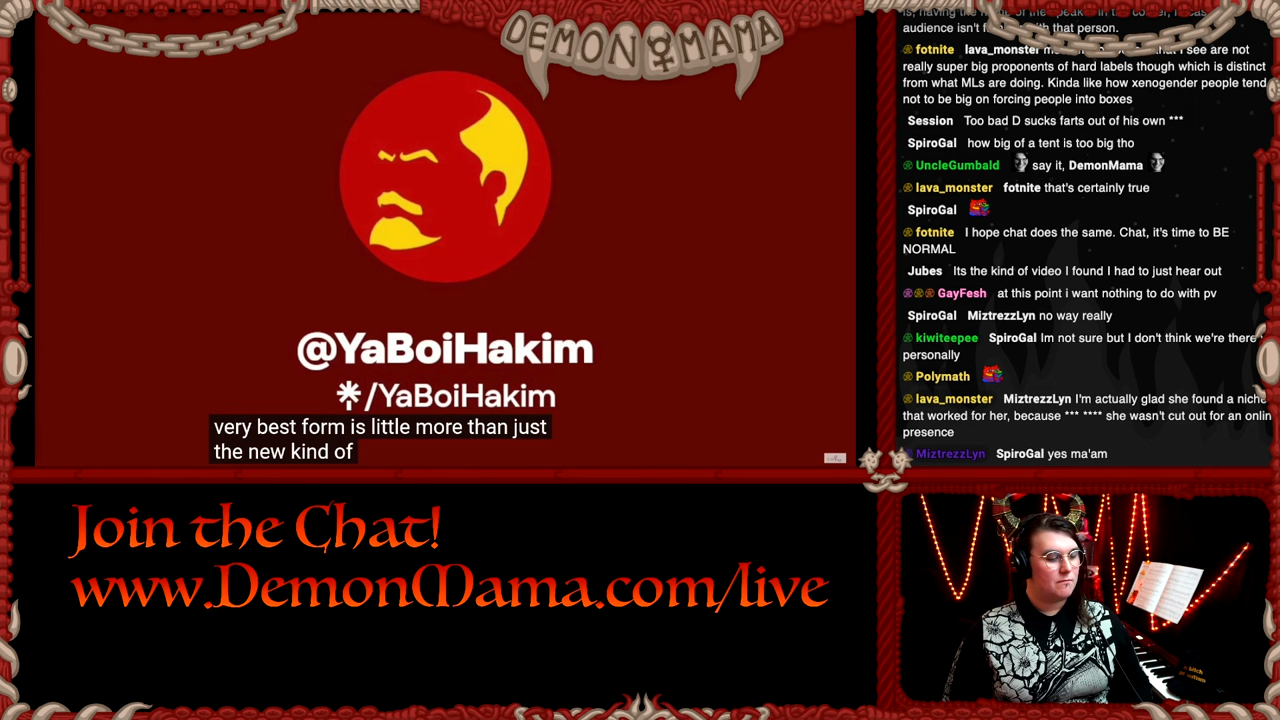 DEMON MAMA
@YaBoiHakim
/YaBoiHakim
very best form is little more than just
the new kind of
Join the Chat!
www.DemonMama.com/live
audience isn't that person.
fotnite lava_monster I see are not
really super big proponents of hard labels though which is distinct
from what MLs are doing. Kinda like how xenogender people tend
not to be big on forcing people into boxes
Session Too bad D sucks farts out of his own ***
SpiroGal how big of a tent is too big tho
UncleGumbald say it, DemonMama
lava_monster fotnite that's certainly true
SpiroGal
fotnite I hope chat does the same. Chat, it's time to BE
NORMAL
Jubes Its the kind of video I found I had to just hear out
GayFesh at this point i want nothing to do with pv
SpiroGal MiztrezzLyn no way really
kiwiteepee SpiroGal Im not sure but I don't think we're there
personally
Polymath
lava_monster MiztrezzLyn I'm actually glad she found a niche
that worked for her, because *** **** she wasn't cut out for an onlin
presence
MiztrezzLyn SpiroGal yes ma'am